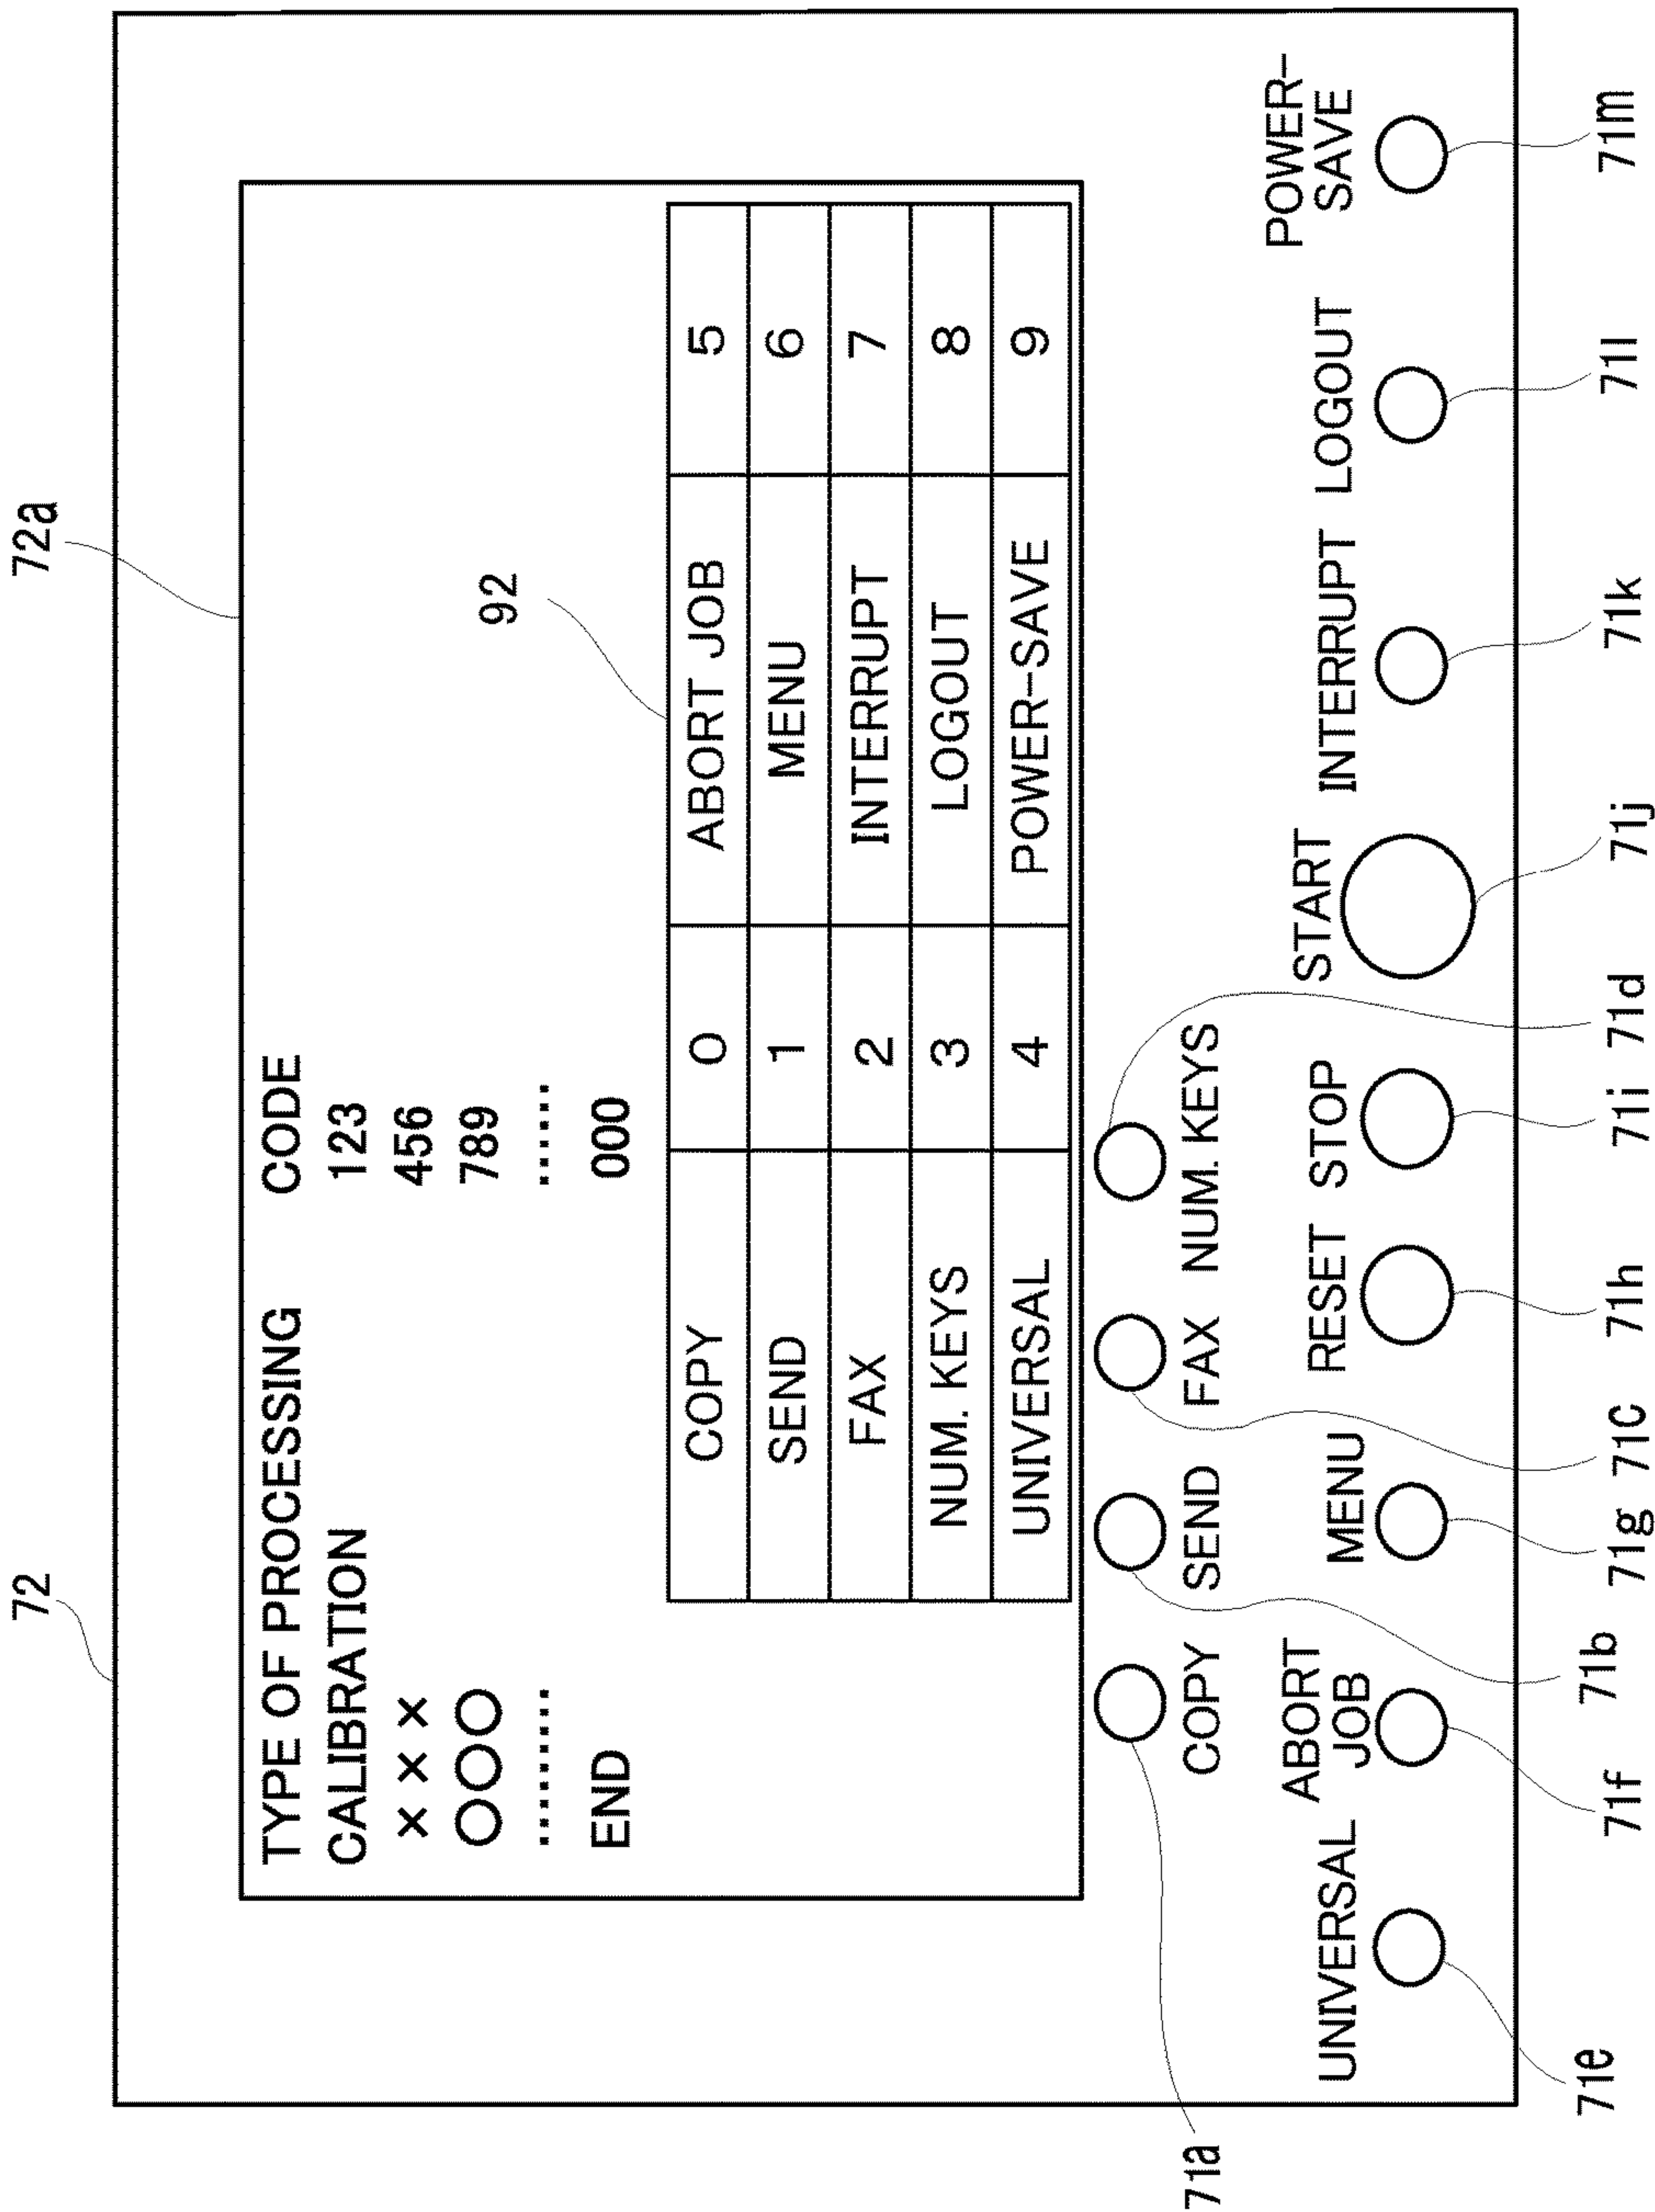 72
72a
TYPE OF PROCESSING CODE
CALIBRATION 123
××× 456
○○○ 789
......... ......
END 000
92
COPY 0 ABORT JOB 5
SEND 1 MENU 6
FAX 2 INTERRUPT 7
NUM. KEYS 3 LOGOUT 8
UNIVERSAL 4 POWER-SAVE 9
COPY SEND FAX NUM. KEYS
UNIVERSAL
ABORT
JOB
MENU
RESET
STOP
START
INTERRUPT
LOGOUT
POWER-
SAVE
71a
71e
71f
71b
71g
71C
71h
71i
71d
71j
71k
71l
71m